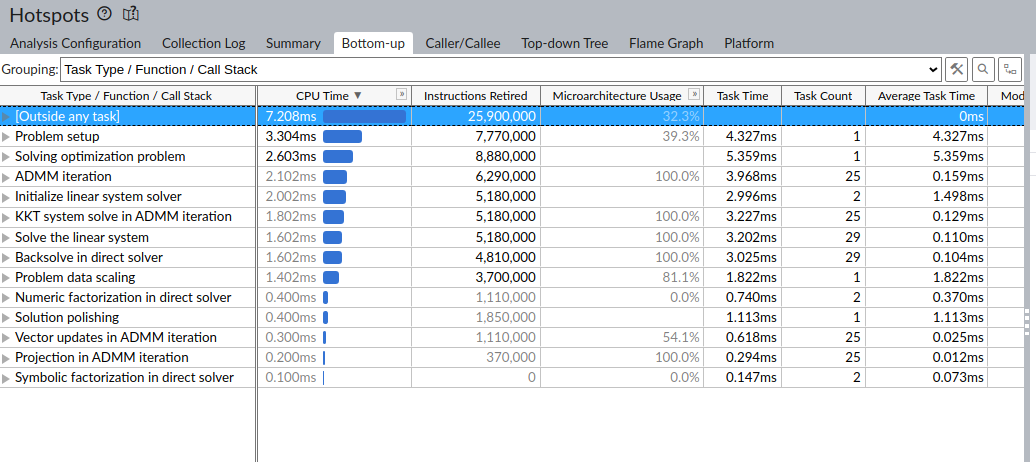 Hotspots
Analysis Configuration Collection Log Summary Bottom-up Caller/Callee Top-down Tree Flame Graph Platform
Grouping: Task Type / Function / Call Stack
Task Type / Function / Call Stack CPU Time ▼ » Instructions Retired Microarchitecture Usage » Task Time Task Count Average Task Time Mod
[Outside any task] 7.208ms 25,900,000 32.3% 0ms
Problem setup 3.304ms 7,770,000 39.3% 4.327ms 1 4.327ms
Solving optimization problem 2.603ms 8,880,000 5.359ms 1 5.359ms
ADMM iteration 2.102ms 6,290,000 100.0% 3.968ms 25 0.159ms
Initialize linear system solver 2.002ms 5,180,000 2.996ms 2 1.498ms
KKT system solve in ADMM iteration 1.802ms 5,180,000 100.0% 3.227ms 25 0.129ms
Solve the linear system 1.602ms 5,180,000 100.0% 3.202ms 29 0.110ms
Backsolve in direct solver 1.602ms 4,810,000 100.0% 3.025ms 29 0.104ms
Problem data scaling 1.402ms 3,700,000 81.1% 1.822ms 1 1.822ms
Numeric factorization in direct solver 0.400ms 1,110,000 0.0% 0.740ms 2 0.370ms
Solution polishing 0.400ms 1,850,000 1.113ms 1 1.113ms
Vector updates in ADMM iteration 0.300ms 1,110,000 54.1% 0.618ms 25 0.025ms
Projection in ADMM iteration 0.200ms 370,000 100.0% 0.294ms 25 0.012ms
Symbolic factorization in direct solver 0.100ms 0 0.0% 0.147ms 2 0.073ms